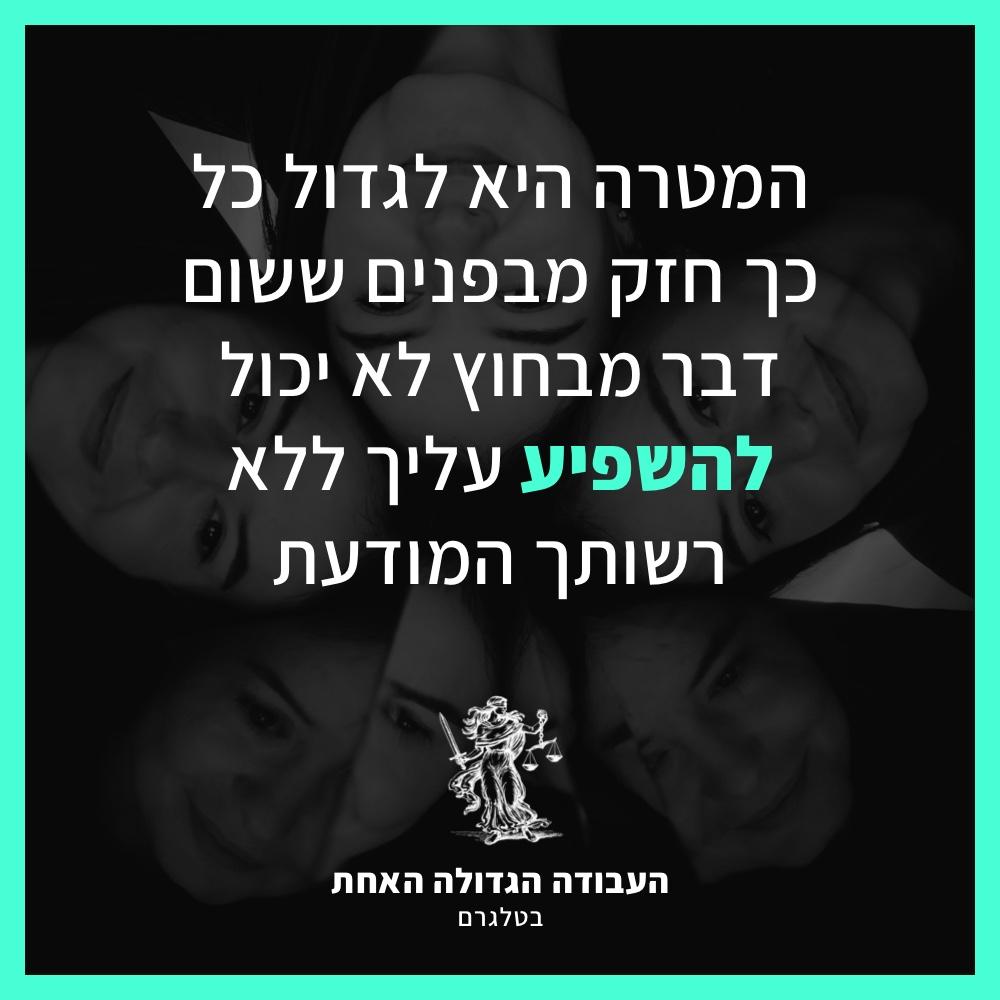 המטרה היא לגדול כל
כך חזק מבפנים ששום
דבר מבחוץ לא יכול
להשפיע עליך ללא
רשותך המודעת
העבודה הגדולה האחת
בטלגרם